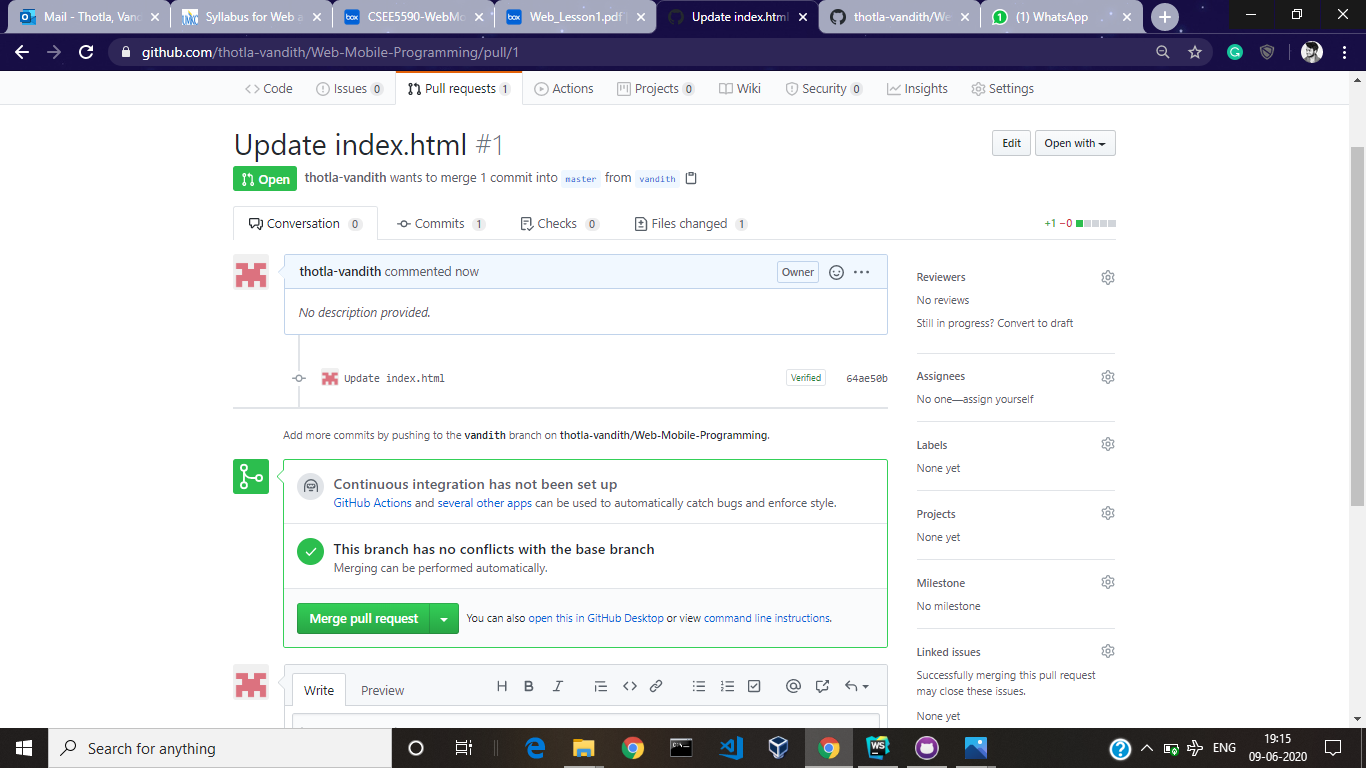 Mail - Thotla, Vand
Syllabus for Web a
CSEE5590-WebMo
Web_Lesson1.pdf
Update index.html
thotla-vandith/We
(1) WhatsApp
github.com/thotla-vandith/Web-Mobile-Programming/pull/1
Code
Issues 0
Pull requests 1
Actions
Projects 0
Wiki
Security 0
Insights
Settings
Update index.html #1
Edit
Open with
Open
thotla-vandith wants to merge 1 commit into master from vandith
Conversation 0
Commits 1
Checks 0
Files changed 1
+1 −0
thotla-vandith commented now
Owner
No description provided.
Update index.html
Verified
64ae50b
Add more commits by pushing to the vandith branch on thotla-vandith/Web-Mobile-Programming.
Continuous integration has not been set up
GitHub Actions and several other apps can be used to automatically catch bugs and enforce style.
This branch has no conflicts with the base branch
Merging can be performed automatically.
Merge pull request
You can also open this in GitHub Desktop or view command line instructions.
Write
Preview
H B I
Reviewers
No reviews
Still in progress? Convert to draft
Assignees
No one—assign yourself
Labels
None yet
Projects
None yet
Milestone
No milestone
Linked issues
Successfully merging this pull request
may close these issues.
None yet
Search for anything
ENG
19:15
09-06-2020